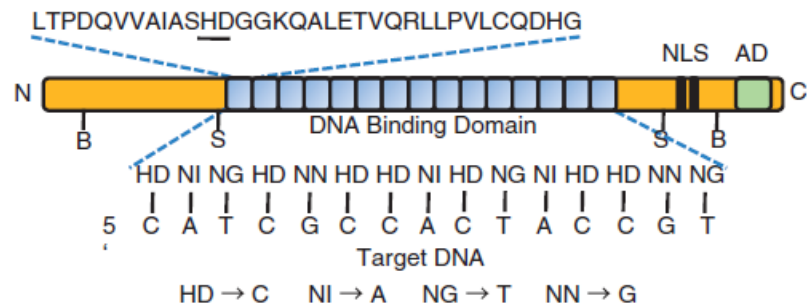 LTPDQVVAIASHDGGKQALETVQRLLPVLCQDHG
NLS AD
N C
B S DNA Binding Domain S B
HD NI NG HD NN HD HD NI HD NG NI HD HD NN NG
5‘ C A T C G C C A C T A C C G T
Target DNA
HD → C NI → A NG → T NN → G